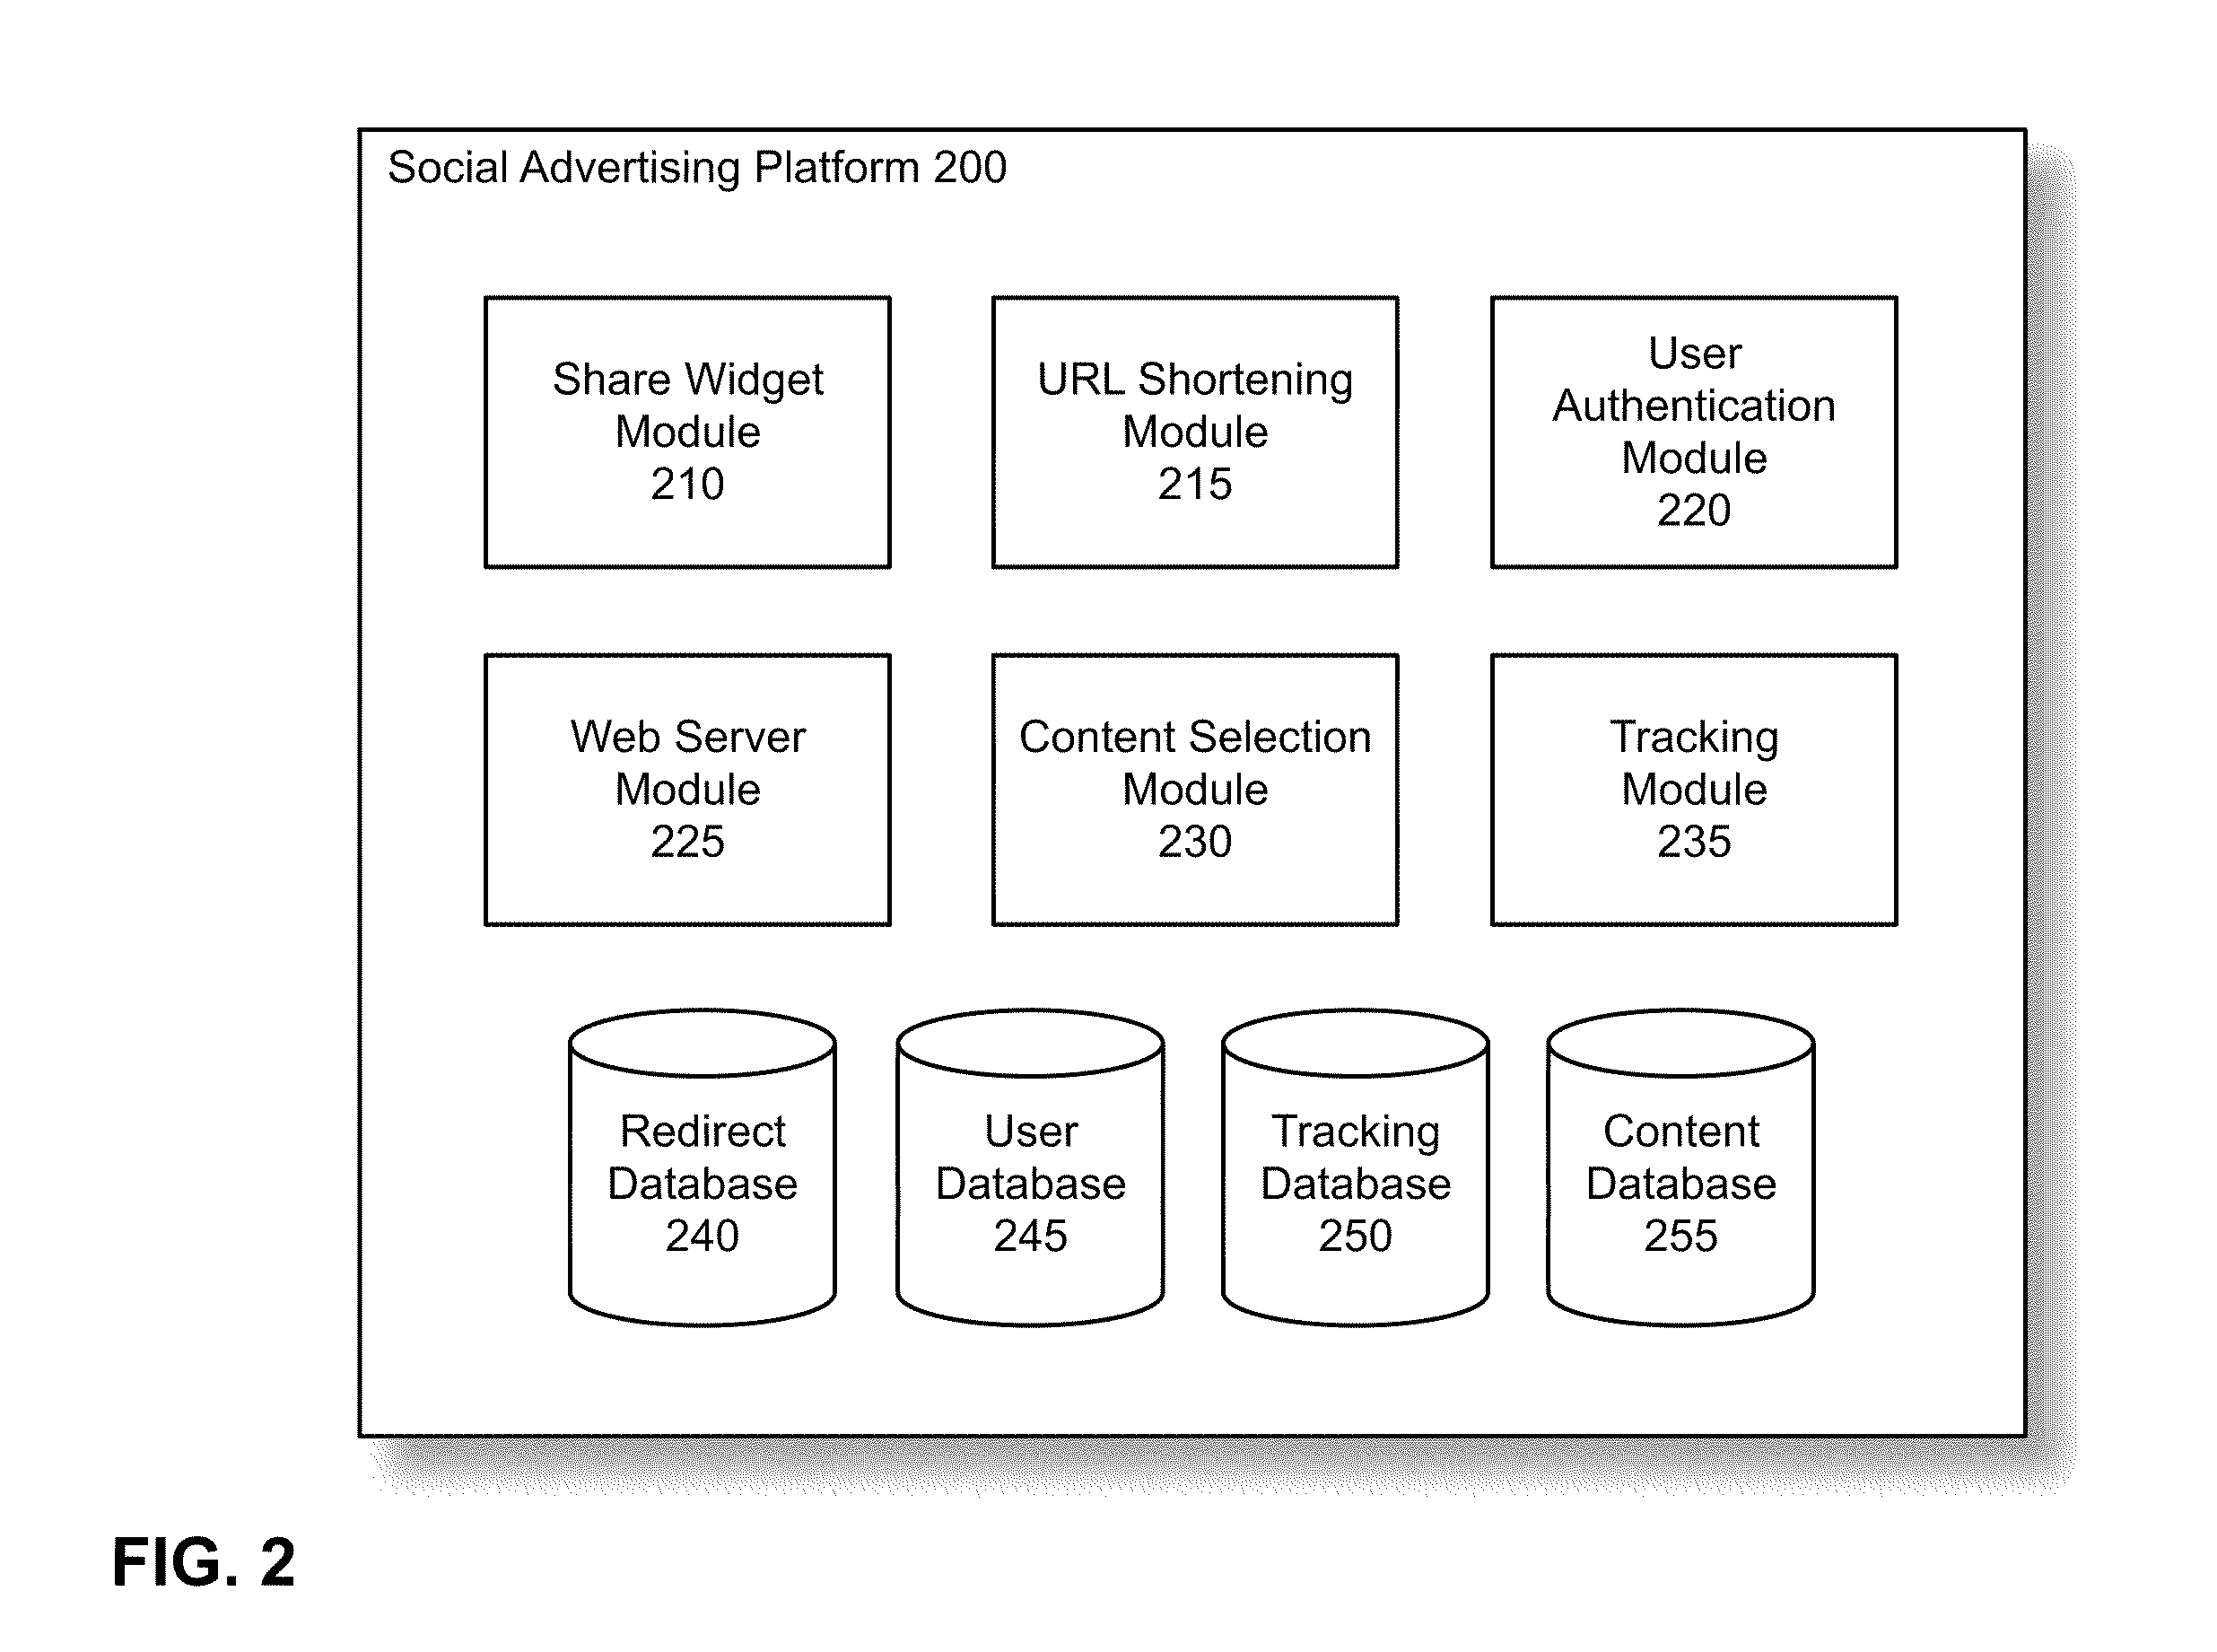 Social Advertising Platform 200
Share Widget
Module
210
URL Shortening
Module
215
User
Authentication
Module
220
Web Server
Module
225
Content Selection
Module
230
Tracking
Module
235
Redirect
Database
240
User
Database
245
Tracking
Database
250
Content
Database
255
FIG. 2